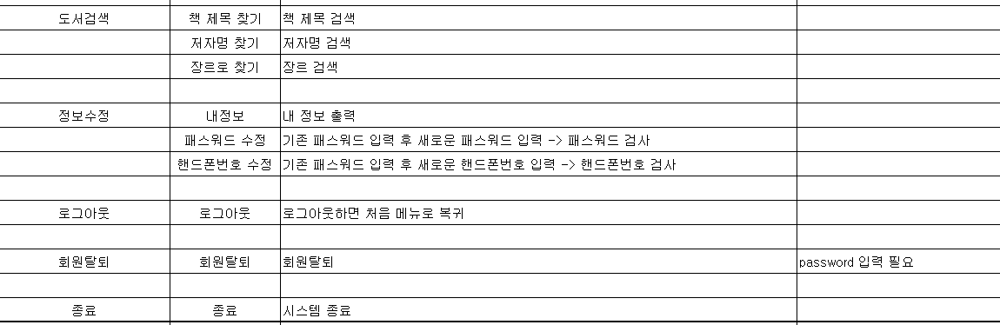 도서검색 책 제목 찾기 책 제목 검색
저자명 찾기 저자명 검색
장르로 찾기 장르 검색
정보수정 내정보 내 정보 출력
패스워드 수정 기존 패스워드 입력 후 새로운 패스워드 입력 -> 패스워드 검사
핸드폰번호 수정 기존 패스워드 입력 후 새로운 핸드폰번호 입력 -> 핸드폰번호 검사
로그아웃 로그아웃 로그아웃하면 처음 메뉴로 복귀
회원탈퇴 회원탈퇴 회원탈퇴 password 입력 필요
종료 종료 시스템 종료